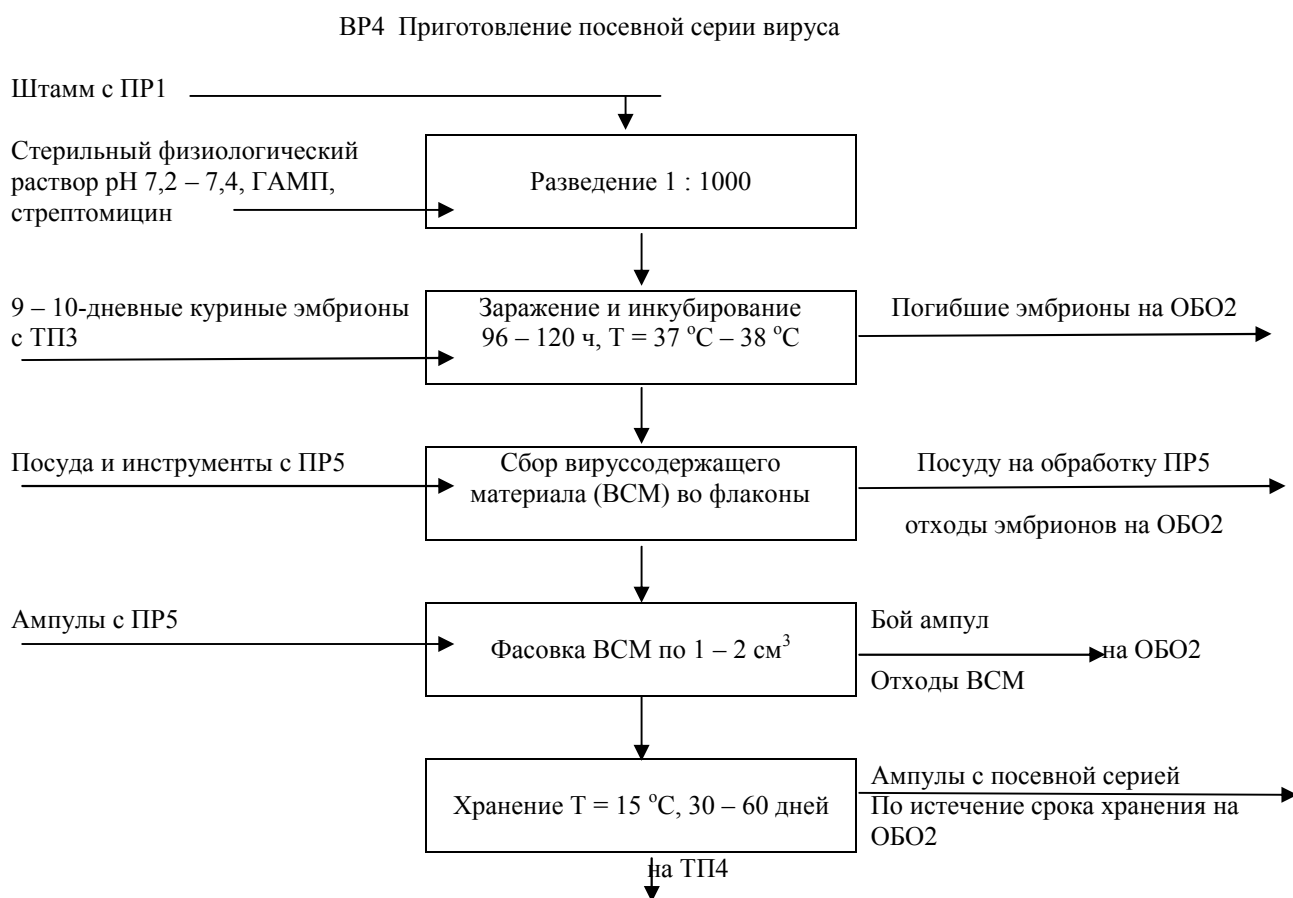 ВР4 Приготовление посевной серии вируса
Штамм с ПР1
Стерильный физиологический
раствор рН 7,2 – 7,4, ГАМП,
стрептомицин
Разведение 1 : 1000
9 – 10-дневные куриные эмбрионы
с ТП3
Заражение и инкубирование
96 – 120 ч, Т = 37 °С – 38 °С
Погибшие эмбрионы на ОБО2
Посуда и инструменты с ПР5
Сбор вируссодержащего
материала (ВСМ) во флаконы
Посуду на обработку ПР5
отходы эмбрионов на ОБО2
Ампулы с ПР5
Фасовка ВСМ по 1 – 2 см³
Бой ампул
на ОБО2
Отходы ВСМ
Хранение Т = 15 °С, 30 – 60 дней
Ампулы с посевной серией
По истечение срока хранения на
ОБО2
на ТП4